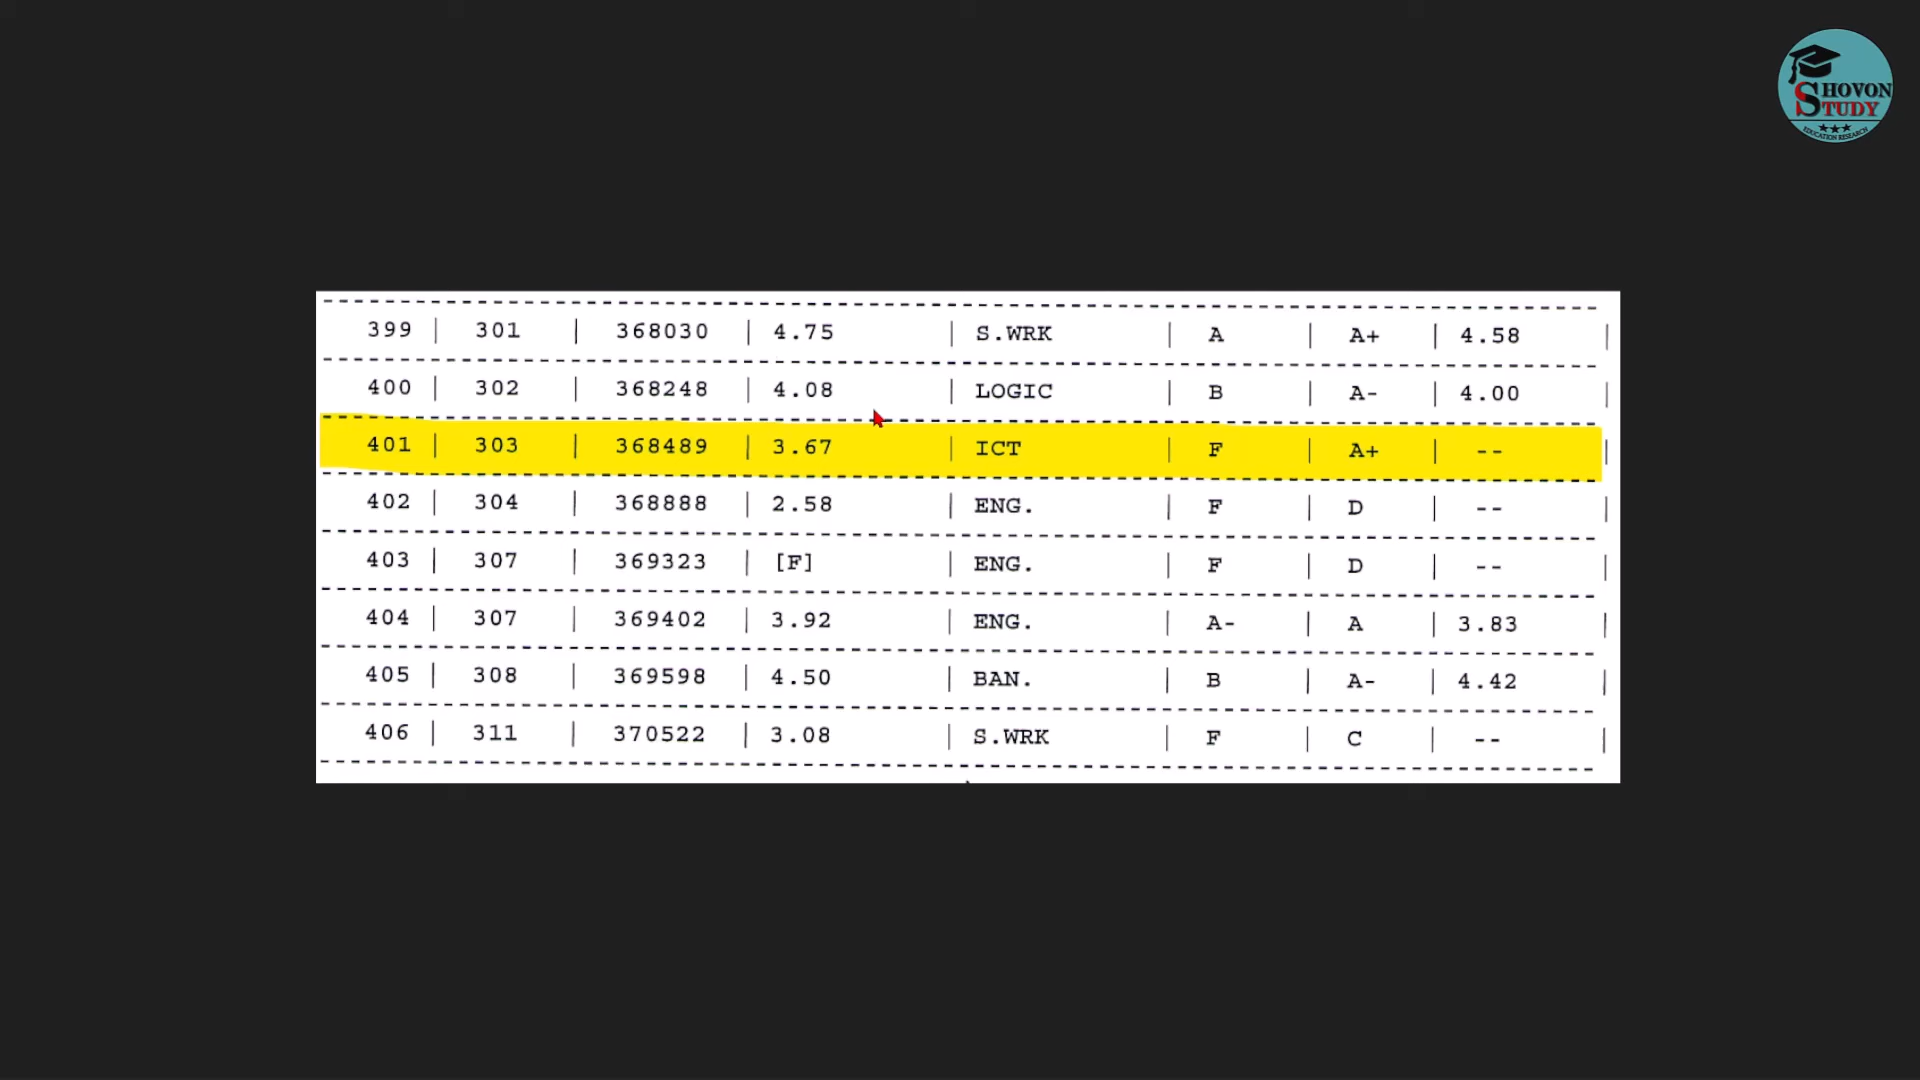 SHOVON
STUDY
EDUCATION RESEARCH
399 | 301 | 368030 | 4.75 | S.WRK | A | A+ | 4.58 |
400 | 302 | 368248 | 4.08 | LOGIC | B | A- | 4.00 |
401 | 303 | 368489 | 3.67 | ICT | F | A+ | -- |
402 | 304 | 368888 | 2.58 | ENG. | F | D | -- |
403 | 307 | 369323 | [F] | ENG. | F | D | -- |
404 | 307 | 369402 | 3.92 | ENG. | A- | A | 3.83 |
405 | 308 | 369598 | 4.50 | BAN. | B | A- | 4.42 |
406 | 311 | 370522 | 3.08 | S.WRK | F | C | -- |